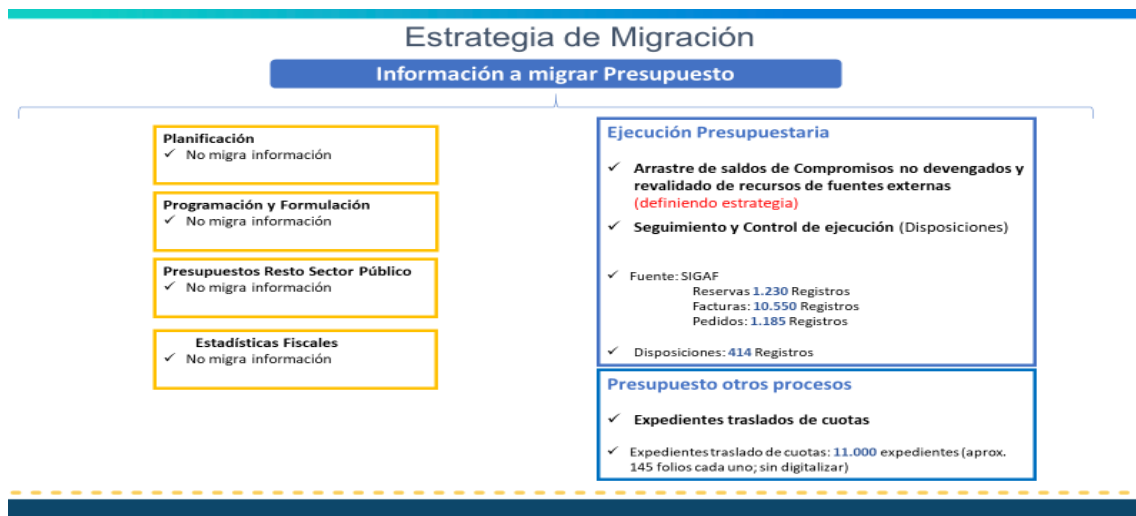 Estrategia de Migración
Información a migrar Presupuesto
Planificación
✓ No migra información
Programación y Formulación
✓ No migra información
Presupuestos Resto Sector Público
✓ No migra información
Estadísticas Fiscales
✓ No migra información
Ejecución Presupuestaria
✓ Arrastre de saldos de Compromisos no devengados y
revalidado de recursos de fuentes externas
(definiendo estrategia)
✓ Seguimiento y Control de ejecución (Disposiciones)
✓ Fuente: SIGAF
Reservas 1.230 Registros
Facturas: 10.550 Registros
Pedidos: 1.185 Registros
✓ Disposiciones: 414 Registros
Presupuesto otros procesos
✓ Expedientes traslados de cuotas
✓ Expedientes traslado de cuotas: 11.000 expedientes (aprox.
145 folios cada uno; sin digitalizar)